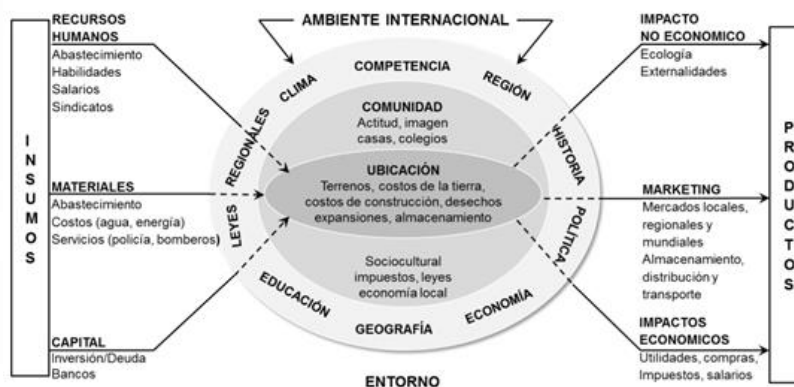 INSUMOS
RECURSOS
HUMANOS
Abastecimiento
Habilidades
Salarios
Sindicatos
MATERIALES
Abastecimiento
Costos (agua, energía)
Servicios (policía, bomberos)
CAPITAL
Inversión/Deuda
Bancos
AMBIENTE INTERNACIONAL
LEYES REGIONALES
CLIMA
COMPETENCIA
REGIÓN
HISTORIA
POLÍTICA
ECONOMÍA
GEOGRAFÍA
EDUCACIÓN
COMUNIDAD
Actitud, imagen
casas, colegios
UBICACIÓN
Terrenos, costos de la tierra,
costos de construcción, desechos
expansiones, almacenamiento
Sociocultural
impuestos, leyes
economía local
ENTORNO
IMPACTO
NO ECONOMICO
Ecología
Externalidades
MARKETING
Mercados locales,
regionales y
mundiales
Almacenamiento,
distribución y
transporte
IMPACTOS
ECONOMICOS
Utilidades, compras,
Impuestos, salarios
PRODUCTOS